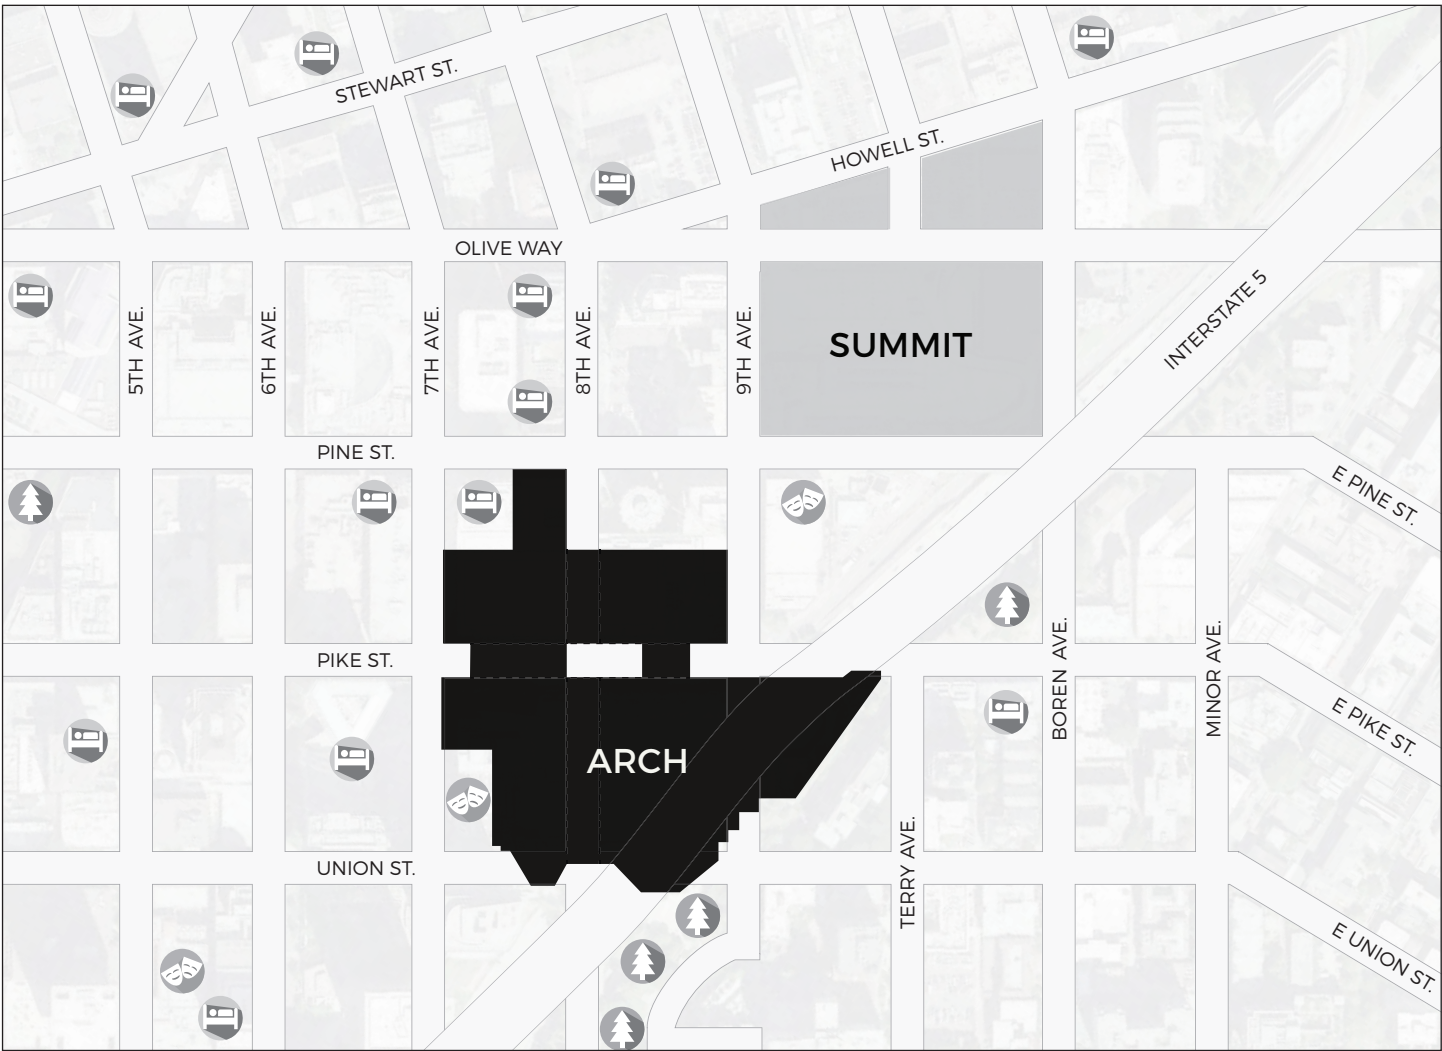 STEWART ST.
HOWELL ST.
OLIVE WAY
INTERSTATE 5
5TH AVE.
6TH AVE.
7TH AVE.
8TH AVE.
9TH AVE.
SUMMIT
PINE ST.
E PINE ST.
PIKE ST.
BOREN AVE.
MINOR AVE.
E PIKE ST.
ARCH
UNION ST.
TERRY AVE.
E UNION ST.